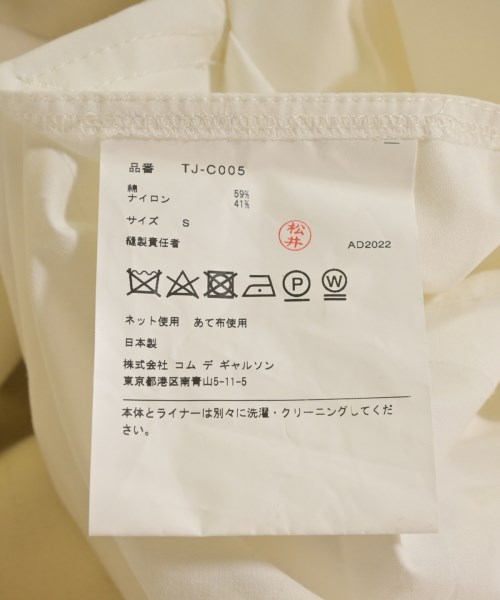 品番 TJ-C005
綿 59%
ナイロン 41%
サイズ S
縫製責任者 松井 AD2022
P W
ネット使用 あて布使用
日本製
株式会社 コム デ ギャルソン
東京都港区南青山5-11-5
本体とライナーは別々に洗濯・クリーニングしてくだ
さい。